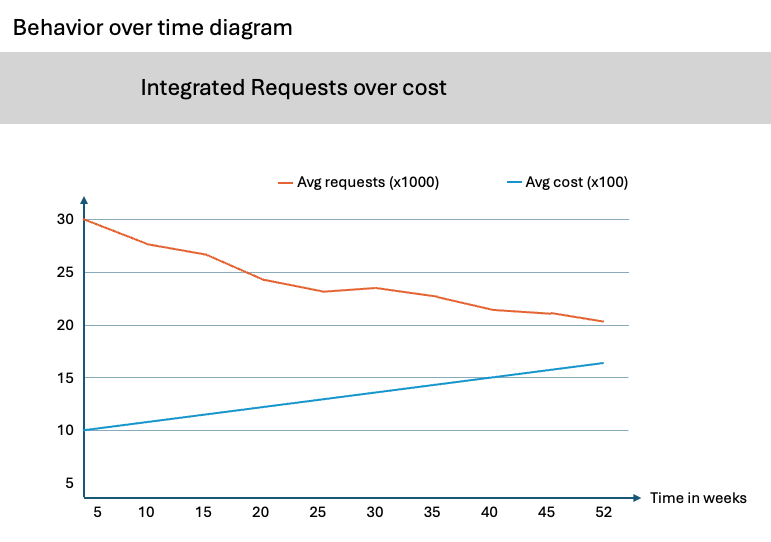 Behavior over time diagram
Integrated Requests over cost
Avg requests (x1000) Avg cost (x100)
30
25
20
15
10
5
Time in weeks
5 10 15 20 25 30 35 40 45 52